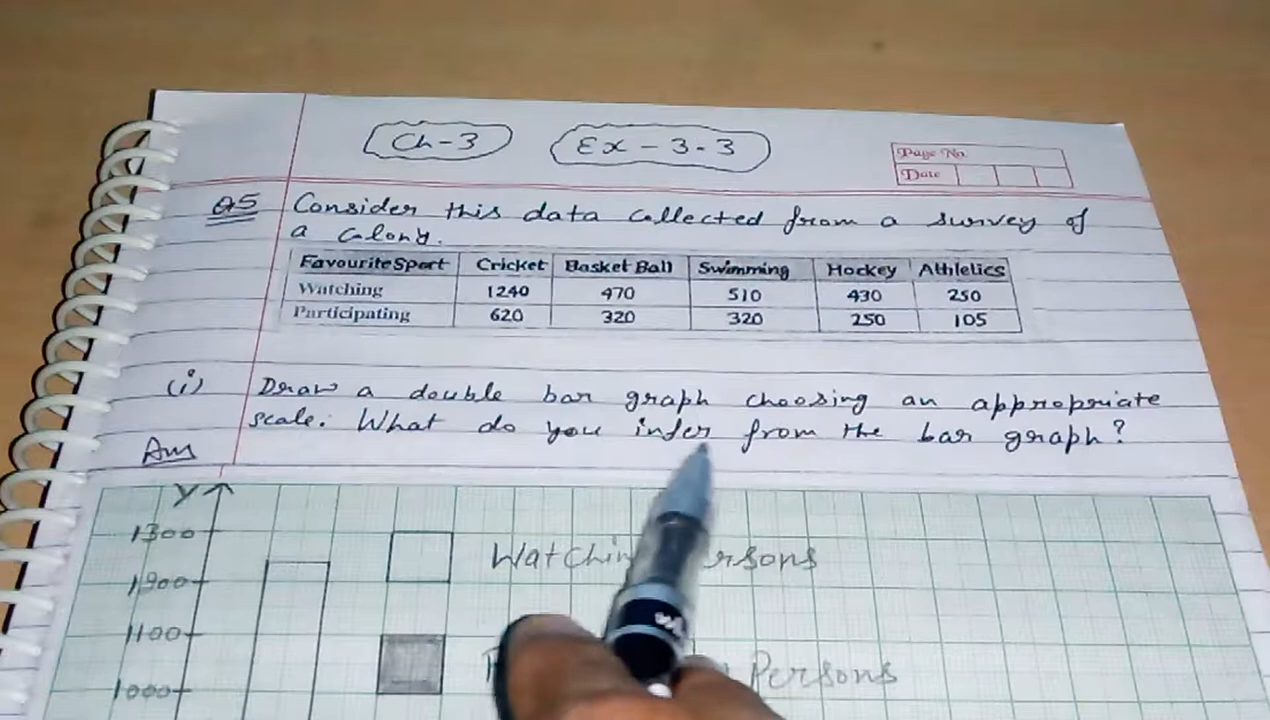 Ch-3 Ex-3.3
Page No.
Date
Q5 Consider this data collected from a survey of
a colony.
Favourite Sport Cricket Basket Ball Swimming Hockey Athletics
Watching 1240 470 510 430 250
Participating 620 320 320 250 105
(i) Draw a double bar graph choosing an appropriate
scale. What do you infer from the bar graph?
Ans
Y
1300
Persons
1100
Persons
1000